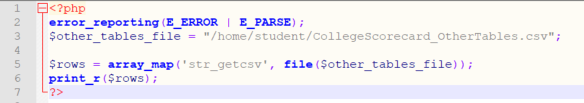 1 <?php
2 error_reporting(E_ERROR | E_PARSE);
3 $other_tables_file = "/home/student/CollegeScorecard_OtherTables.csv";
4
5 $rows = array_map('str_getcsv', file($other_tables_file));
6 print_r($rows);
7 ?>